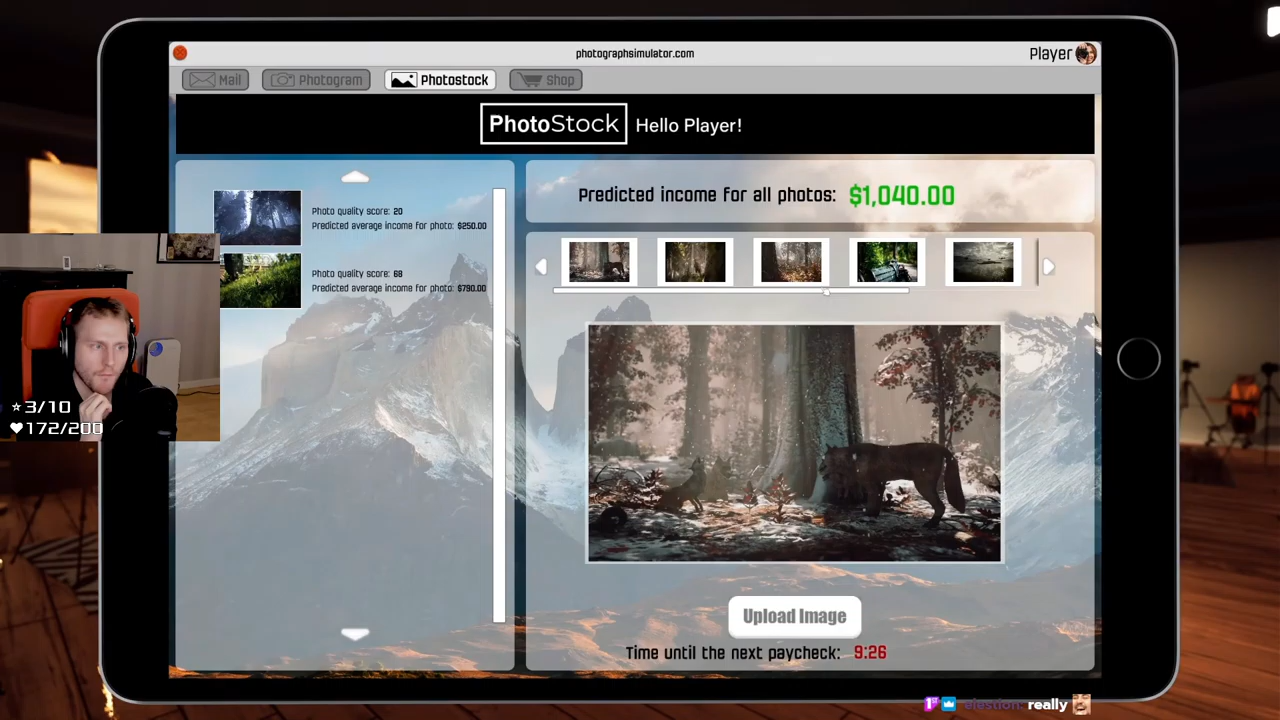 photographsimulator.com
Player
Mail
Photogram
Photostock
Shop
PhotoStock Hello Player!
Predicted income for all photos: $1,040.00
Photo quality score: 20
Predicted average income for photo: $250.00
Photo quality score: 68
Predicted average income for photo: $790.00
3/10
172/200
Upload Image
Time until the next paycheck: 9:26
elestion: really